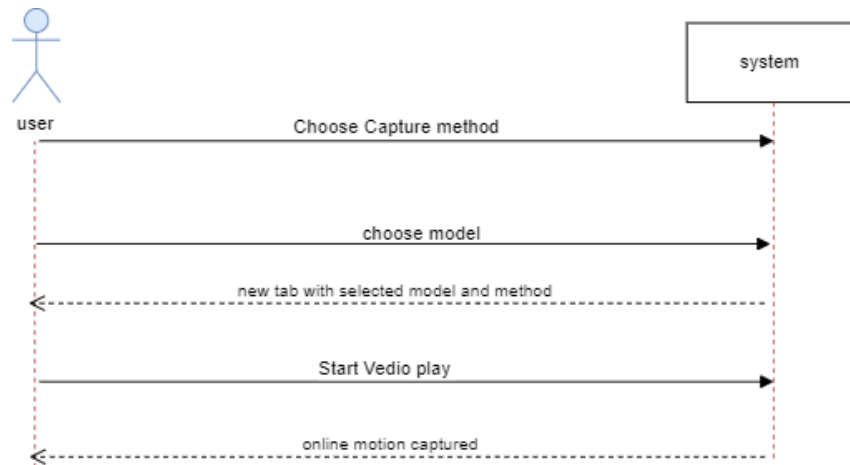 system
user
Choose Capture method
choose model
new tab with selected model and method
Start Vedio play
online motion captured